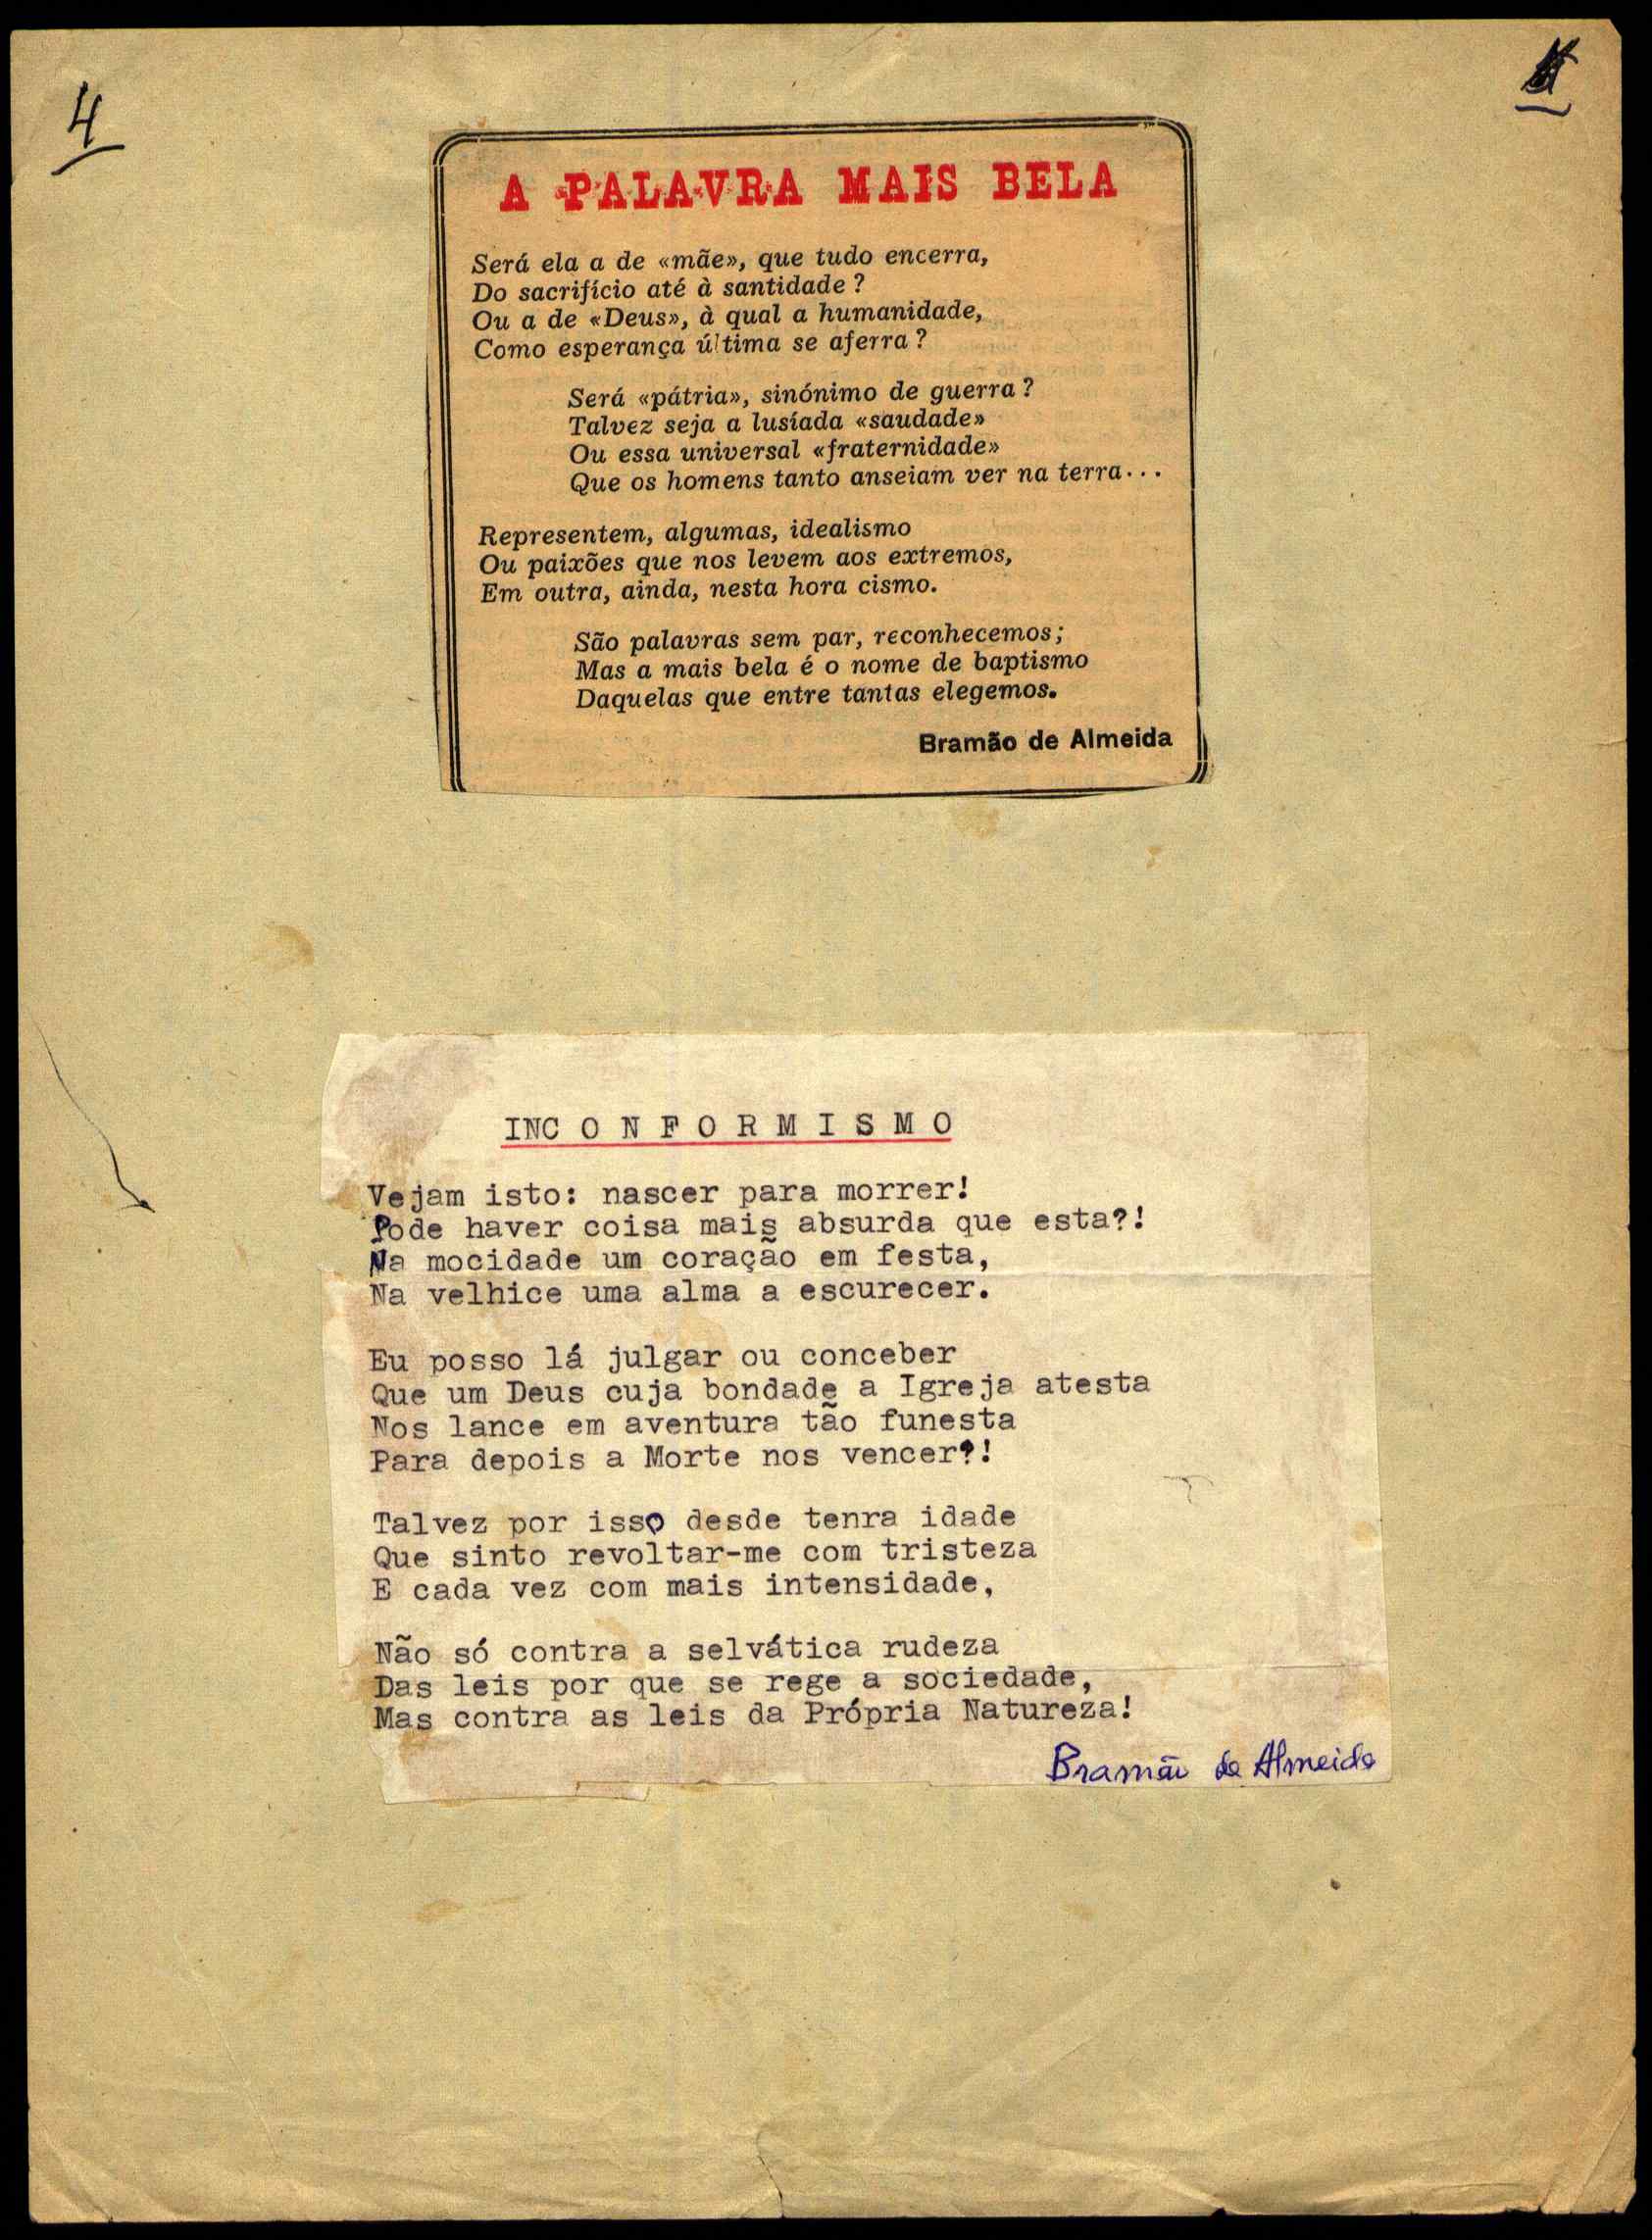 4
A PALAVRA MAIS BELA
Será ela a de «mãe», que tudo encerra,
Do sacrifício até à santidade?
Ou a de «Deus», à qual a humanidade,
Como esperança última se aferra?
Será «pátria», sinónimo de guerra?
Talvez seja a lusíada «saudade»
Ou essa universal «fraternidade»
Que os homens tanto anseiam ver na terra...
Representem, algumas, idealismo
Ou paixões que nos levem aos extremos,
Em outra, ainda, nesta hora cismo.
São palavras sem par, reconhecemos;
Mas a mais bela é o nome de baptismo
Daquelas que entre tantas elegemos.
Bramão de Almeida
INC O N F O R M I S M O
Vejam isto: nascer para morrer!
Pode haver coisa mais absurda que esta?!
Na mocidade um coração em festa,
Na velhice uma alma a escurecer.
Eu posso lá julgar ou conceber
Que um Deus cuja bondade a Igreja atesta
Nos lance em aventura tão funesta
Para depois a Morte nos vencer?!
Talvez por isso desde tenra idade
Que sinto revoltar-me com tristeza
E cada vez com mais intensidade,
Não só contra a selvática rudeza
Das leis por que se rege a sociedade,
Mas contra as leis da Própria Natureza!
Bramão de Almeida